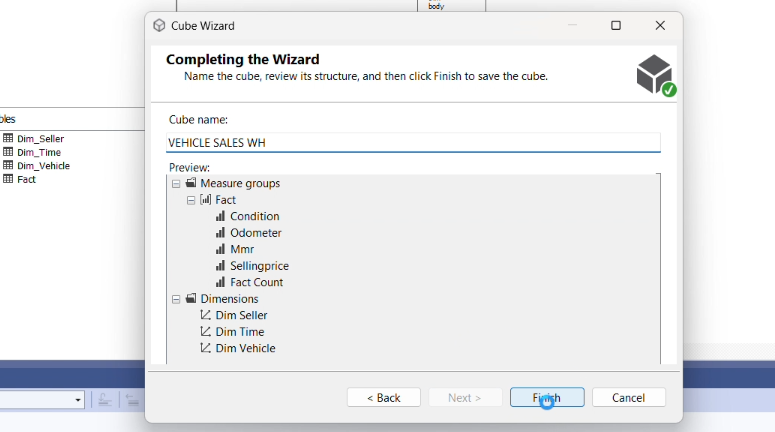 body
Cube Wizard
Completing the Wizard
Name the cube, review its structure, and then click Finish to save the cube.
Cube name:
VEHICLE SALES WH
Preview:
Measure groups
Fact
Condition
Odometer
Mmr
Sellingprice
Fact Count
Dimensions
Dim Seller
Dim Time
Dim Vehicle
bles
Dim_Seller
Dim_Time
Dim_Vehicle
Fact
< Back
Next >
Finish
Cancel